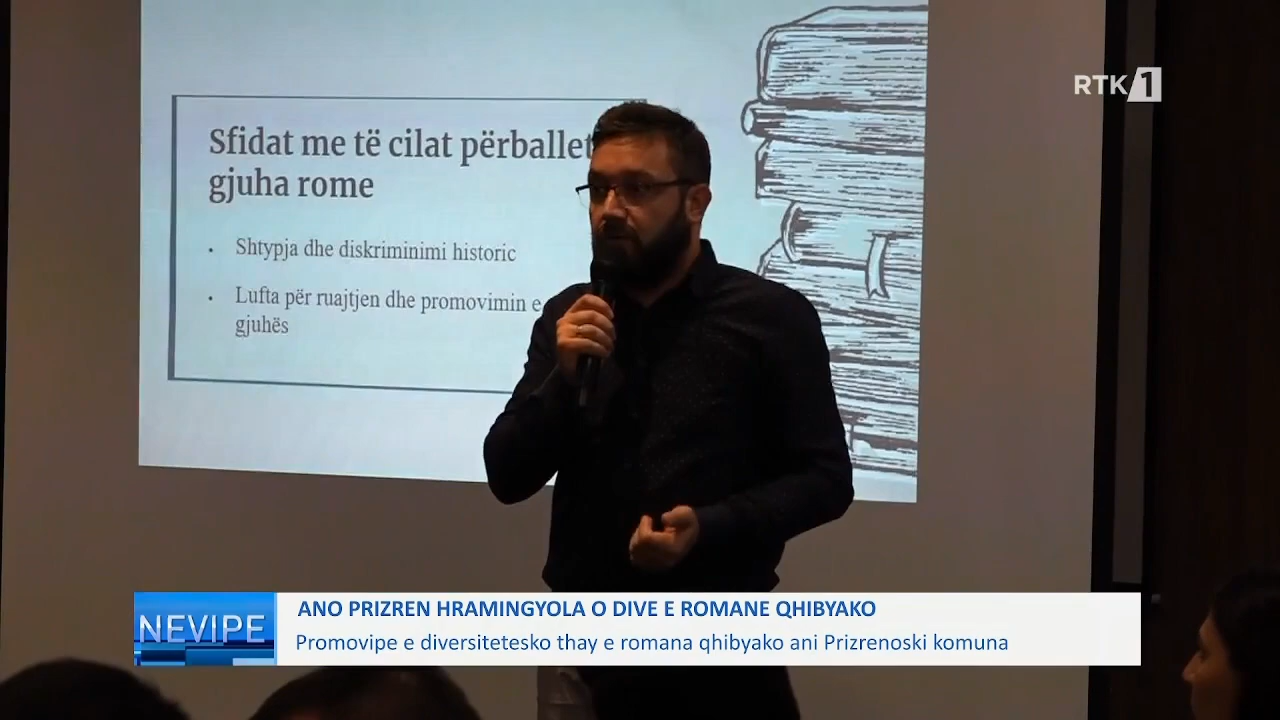 RTK 1
Sfidat me të cilat përballet
gjuha rome
• Shtypja dhe diskriminimi historic
• Lufta për ruajtjen dhe promovimin e
gjuhës
NEVIPE
ANO PRIZREN HRAMINGYOLA O DIVE E ROMANE QHIBYAKO
Promovipe e diversitetesko thay e romana qhibyako ani Prizrenoski komuna